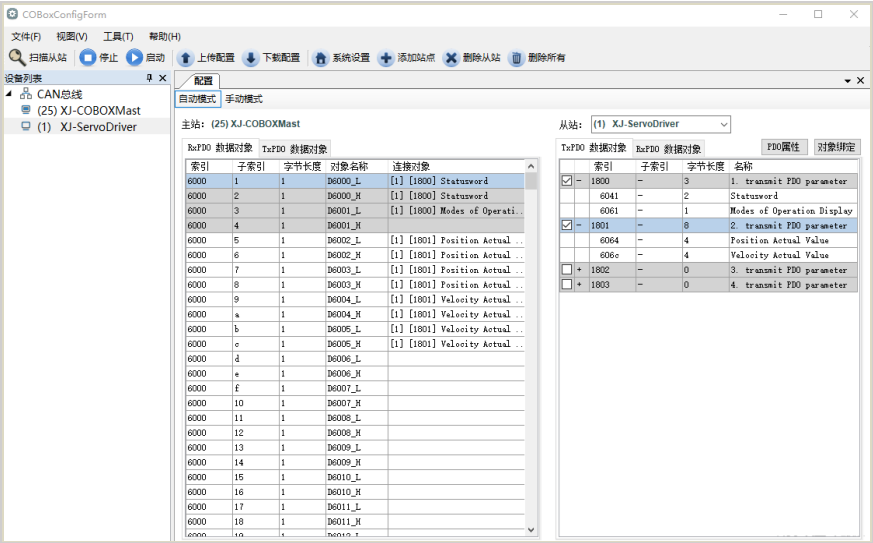 COBoxConfigForm
文件(F) 视图(V) 工具(T) 帮助(H)
扫描从站 停止 启动 上传配置 下载配置 系统设置 添加站点 删除从站 删除所有
设备列表
CAN总线
(25) XJ-COBOXMast
(1) XJ-ServoDriver
配置
自动模式 手动模式
主站: (25) XJ-COBOXMast
RxPDO 数据对象 TxPDO 数据对象
索引 子索引 字节长度 对象名称 连接对象
6000 1 1 D6000_L [1] [1800] Statusword
6000 2 1 D6000_H [1] [1800] Statusword
6000 3 1 D6001_L [1] [1800] Modes of Operati..
6000 4 1 D6001_H
6000 5 1 D6002_L [1] [1801] Position Actual ..
6000 6 1 D6002_H [1] [1801] Position Actual ..
6000 7 1 D6003_L [1] [1801] Position Actual ..
6000 8 1 D6003_H [1] [1801] Position Actual ..
6000 9 1 D6004_L [1] [1801] Velocity Actual ..
6000 a 1 D6004_H [1] [1801] Velocity Actual ..
6000 b 1 D6005_L [1] [1801] Velocity Actual ..
6000 c 1 D6005_H [1] [1801] Velocity Actual ..
6000 d 1 D6006_L
6000 e 1 D6006_H
6000 f 1 D6007_L
6000 10 1 D6007_H
6000 11 1 D6008_L
6000 12 1 D6008_H
6000 13 1 D6009_L
6000 14 1 D6009_H
6000 15 1 D6010_L
6000 16 1 D6010_H
6000 17 1 D6011_L
6000 18 1 D6011_H
6000 19 1 D6012_L
从站: (1) XJ-ServoDriver
TxPDO 数据对象 RxPDO 数据对象 PDO属性 对象绑定
索引 子索引 字节长度 名称
- 1800 - 3 1. transmit PDO parameter
6041 - 2 Statusword
6061 - 1 Modes of Operation Display
- 1801 - 8 2. transmit PDO parameter
6064 - 4 Position Actual Value
606c - 4 Velocity Actual Value
+ 1802 - 0 3. transmit PDO parameter
+ 1803 - 0 4. transmit PDO parameter